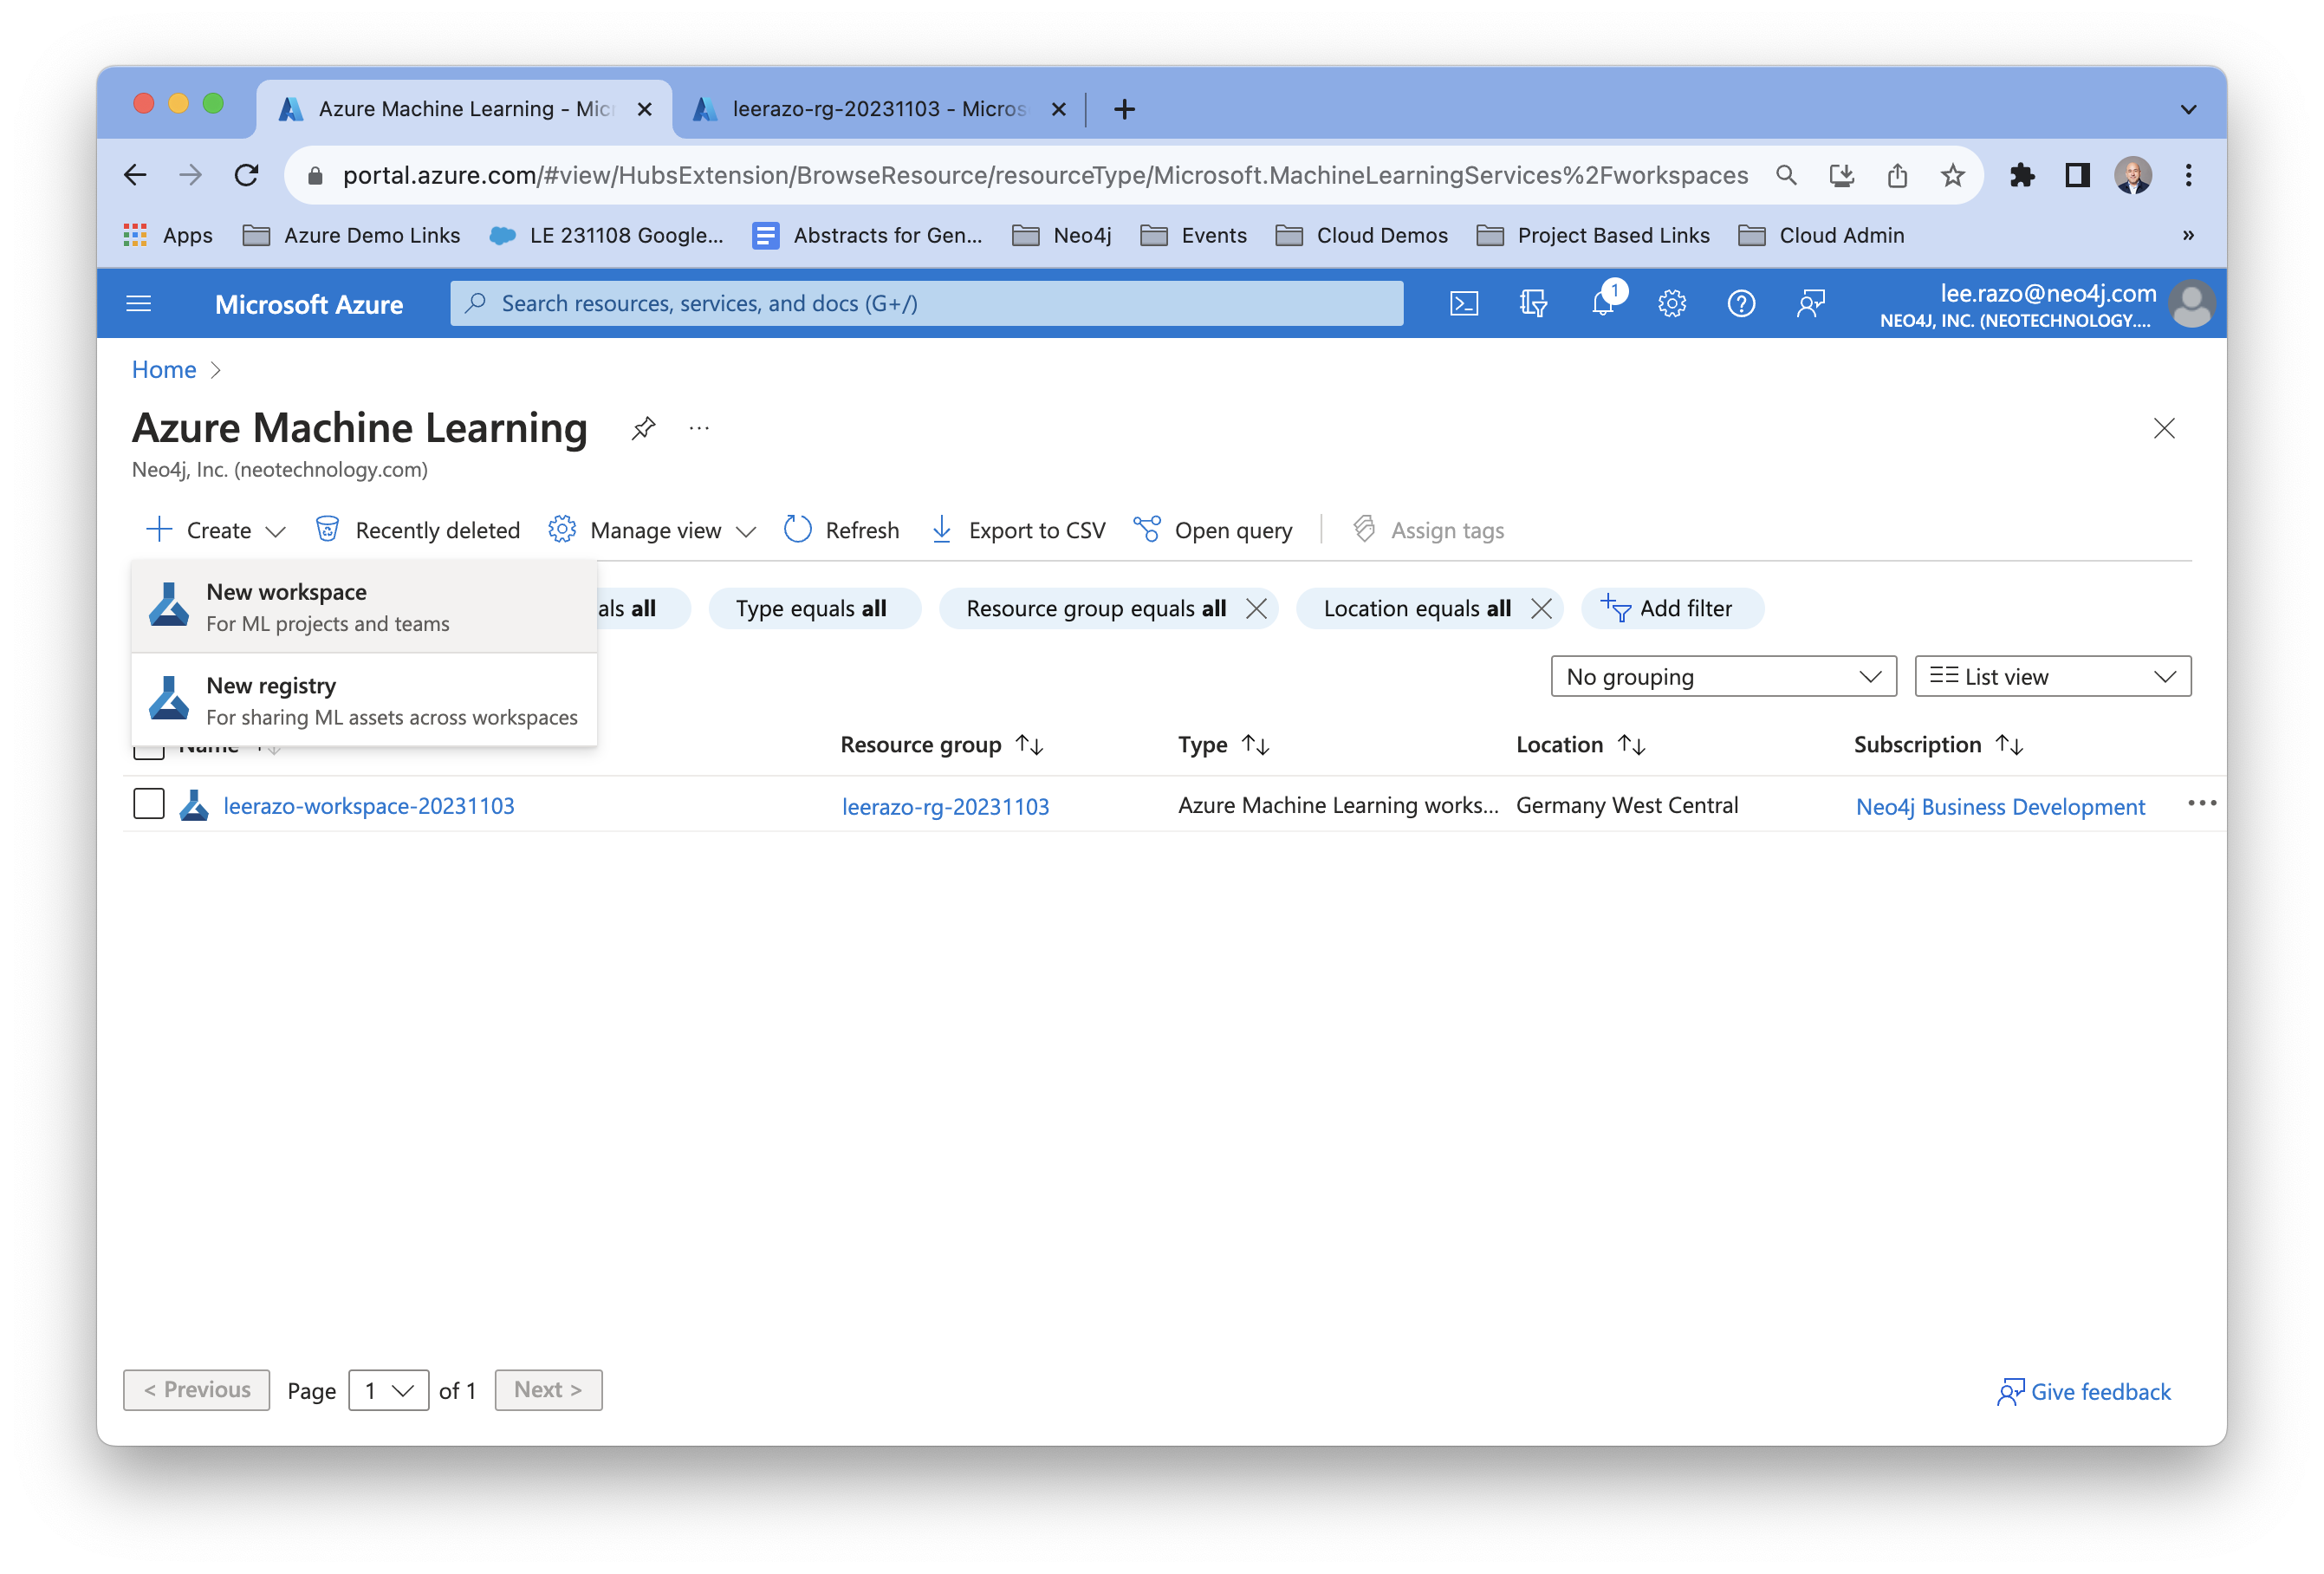 Azure Machine Learning - Mic
leerazo-rg-20231103 - Micros
portal.azure.com/#view/HubsExtension/BrowseResource/resourceType/Microsoft.MachineLearningServices%2Fworkspaces
Apps
Azure Demo Links
LE 231108 Google...
Abstracts for Gen...
Neo4j
Events
Cloud Demos
Project Based Links
Cloud Admin
»
Microsoft Azure
Search resources, services, and docs (G+/)
1
lee.razo@neo4j.com
NEO4J, INC. (NEOTECHNOLOGY....
Home >
Azure Machine Learning
...
Neo4j, Inc. (neotechnology.com)
Create
Recently deleted
Manage view
Refresh
Export to CSV
Open query
Assign tags
New workspace
For ML projects and teams
New registry
For sharing ML assets across workspaces
als all
Type equals all
Resource group equals all
Location equals all
Add filter
No grouping
List view
Name
Resource group
Type
Location
Subscription
leerazo-workspace-20231103
leerazo-rg-20231103
Azure Machine Learning works...
Germany West Central
Neo4j Business Development
...
< Previous
Page
1
of 1
Next >
Give feedback